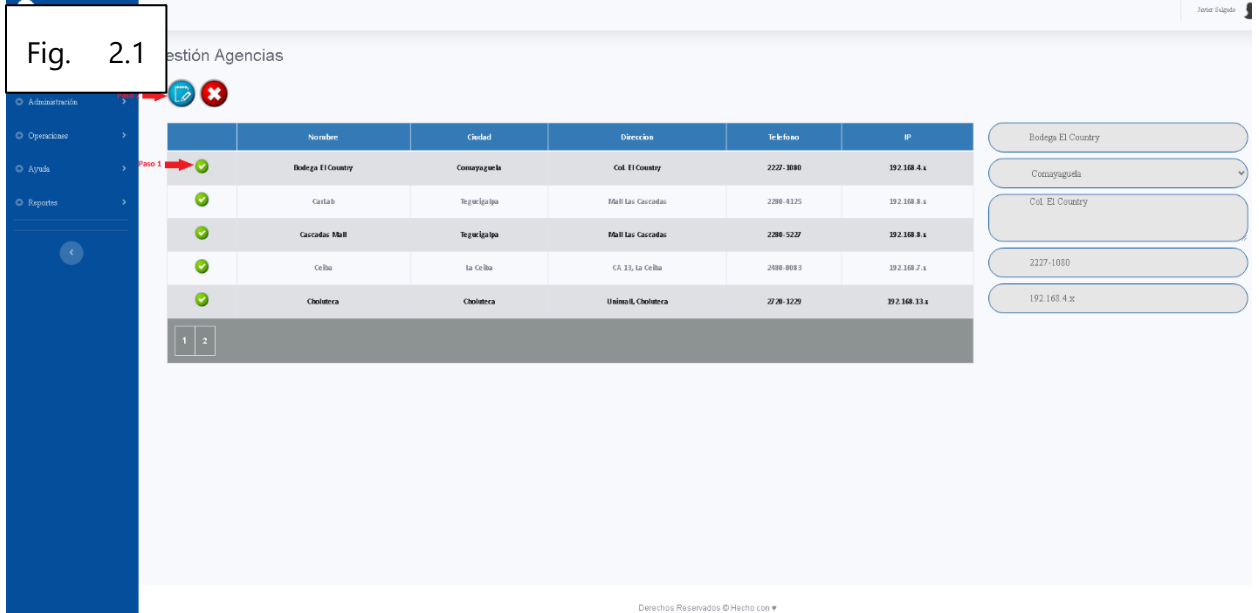 Javier Salgado
Fig. 2.1
estión Agencias
Administración
Operaciones
Ayuda
Reportes
Paso 1
Nombre Ciudad Direccion Telefono IP
Bodega El Country Comayaguela Col. El Country 2227-1080 192.168.4.x
Carlab Tegucigalpa Mall Las Cascadas 2280-4125 192.168.8.x
Cascadas Mall Tegucigalpa Mall Las Cascadas 2280-5227 192.168.8.x
Ceiba La Ceiba CA 13, La Ceiba 2480-0083 192.168.7.x
Choluteca Choluteca Unimall, Choluteca 2720-1229 192.168.33.x
1 2
Bodega El Country
Comayaguela
Col. El Country
2227-1080
192.168.4.x
Derechos Reservados © Hecho con ♥